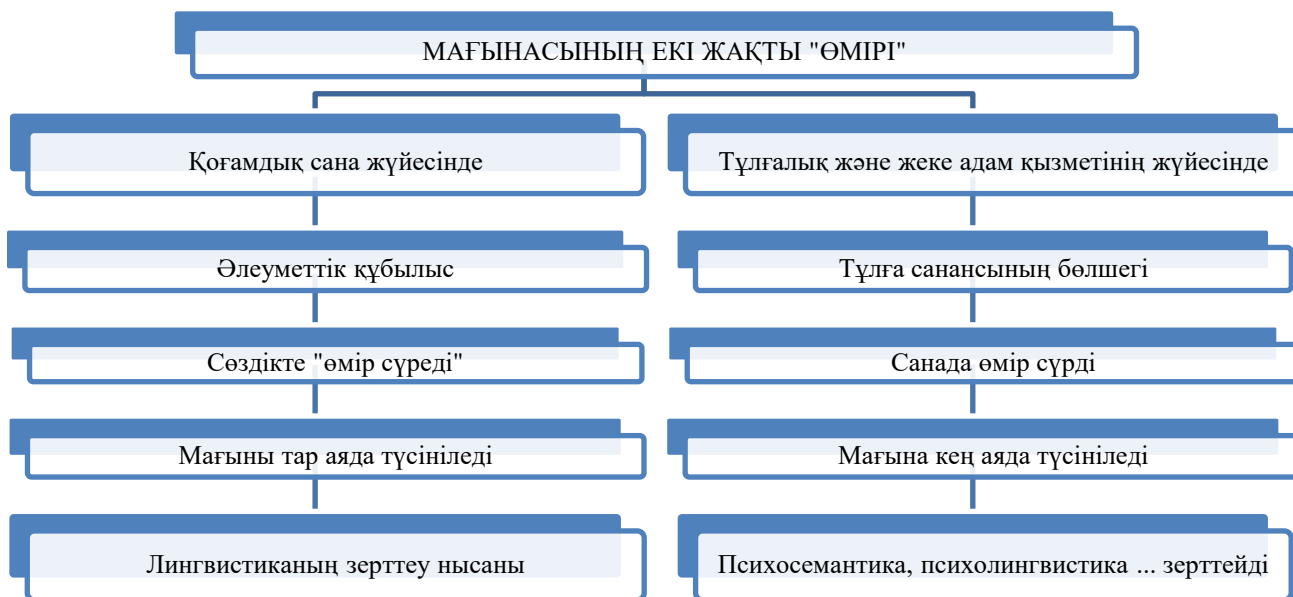 МАҒЫНАСЫНЫҢ ЕКІ ЖАҚТЫ "ӨМІРІ"
Қоғамдық сана жүйесінде
Әлеуметтік құбылыс
Сөздікте "өмір сүреді"
Мағыны тар аяда түсініледі
Лингвистиканың зерттеу нысаны
Тұлғалық және жеке адам қызметінің жүйесінде
Тұлға санансының бөлшегі
Санада өмір сүрді
Мағына кең аяда түсініледі
Психосемантика, психолингвистика ... зерттейді